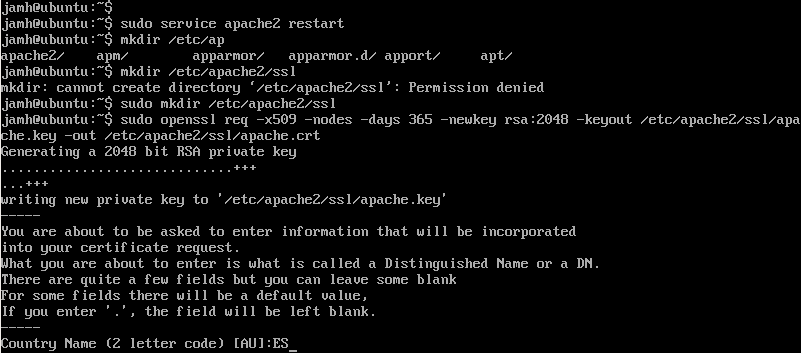 jamh@ubuntu:~$
jamh@ubuntu:~$ sudo service apache2 restart
jamh@ubuntu:~$ mkdir /etc/ap
apache2/    apm/        apparmor/   apparmor.d/ apport/     apt/
jamh@ubuntu:~$ mkdir /etc/apache2/ssl
mkdir: cannot create directory ‘/etc/apache2/ssl’: Permission denied
jamh@ubuntu:~$ sudo mkdir /etc/apache2/ssl
jamh@ubuntu:~$ sudo openssl req -x509 -nodes -days 365 -newkey rsa:2048 -keyout /etc/apache2/ssl/apa
che.key -out /etc/apache2/ssl/apache.crt
Generating a 2048 bit RSA private key
.............................+++
...+++
writing new private key to '/etc/apache2/ssl/apache.key'
-----
You are about to be asked to enter information that will be incorporated
into your certificate request.
What you are about to enter is what is called a Distinguished Name or a DN.
There are quite a few fields but you can leave some blank
For some fields there will be a default value,
If you enter '.', the field will be left blank.
-----
Country Name (2 letter code) [AU]:ES_